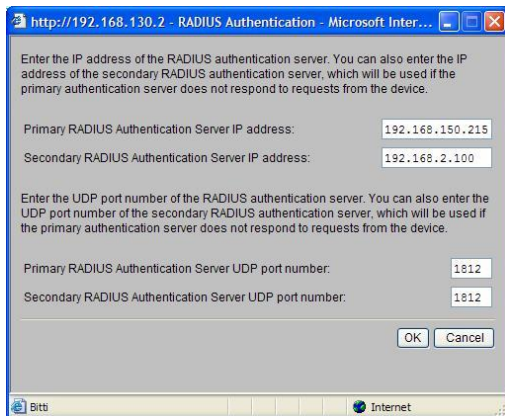 http://192.168.130.2 - RADIUS Authentication - Microsoft Inter...
Enter the IP address of the RADIUS authentication server. You can also enter the IP
address of the secondary RADIUS authentication server, which will be used if the
primary authentication server does not respond to requests from the device.
Primary RADIUS Authentication Server IP address: 192.168.150.215
Secondary RADIUS Authentication Server IP address: 192.168.2.100
Enter the UDP port number of the RADIUS authentication server. You can also enter the
UDP port number of the secondary RADIUS authentication server, which will be used if
the primary authentication server does not respond to requests from the device.
Primary RADIUS Authentication Server UDP port number: 1812
Secondary RADIUS Authentication Server UDP port number: 1812
OK Cancel
Bitti Internet